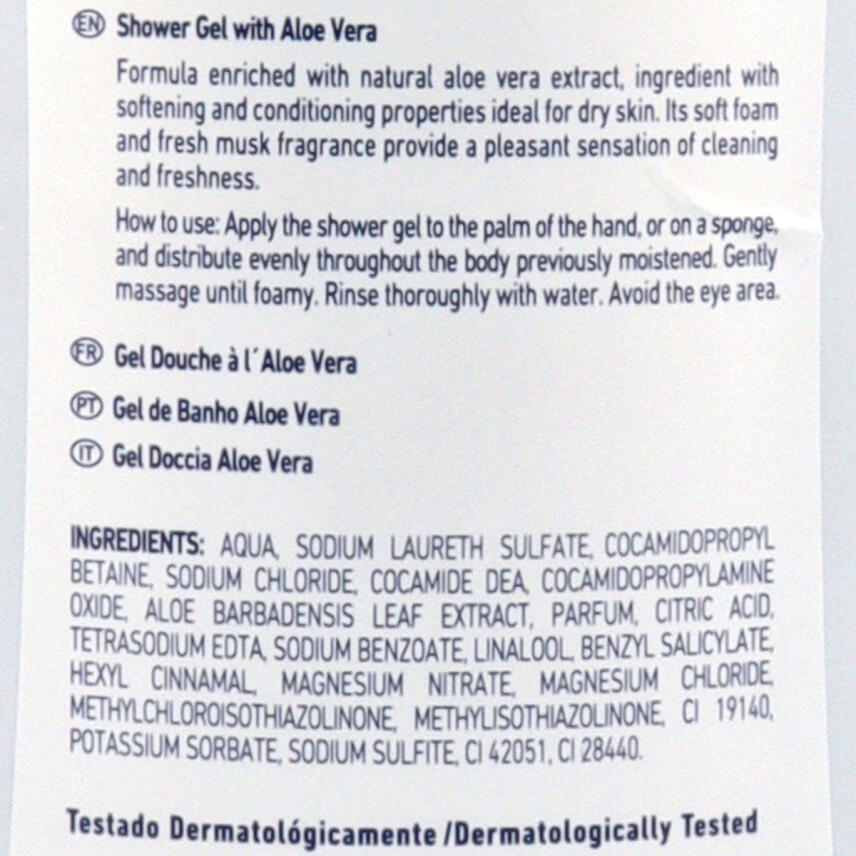 EN Shower Gel with Aloe Vera
Formula enriched with natural aloe vera extract, ingredient with
softening and conditioning properties ideal for dry skin. Its soft foam
and fresh musk fragrance provide a pleasant sensation of cleaning
and freshness.
How to use: Apply the shower gel to the palm of the hand, or on a sponge,
and distribute evenly throughout the body previously moistened. Gently
massage until foamy. Rinse thoroughly with water. Avoid the eye area.
FR Gel Douche à l´Aloe Vera
PT Gel de Banho Aloe Vera
IT Gel Doccia Aloe Vera
INGREDIENTS: AQUA, SODIUM LAURETH SULFATE, COCAMIDOPROPYL
BETAINE, SODIUM CHLORIDE, COCAMIDE DEA, COCAMIDOPROPYLAMINE
OXIDE, ALOE BARBADENSIS LEAF EXTRACT, PARFUM, CITRIC ACID,
TETRASODIUM EDTA, SODIUM BENZOATE, LINALOOL, BENZYL SALICYLATE,
HEXYL CINNAMAL, MAGNESIUM NITRATE, MAGNESIUM CHLORIDE,
METHYLCHLOROISOTHIAZOLINONE, METHYLISOTHIAZOLINONE, CI 19140,
POTASSIUM SORBATE, SODIUM SULFITE, CI 42051, CI 28440.
Testado Dermatológicamente /Dermatologically Tested